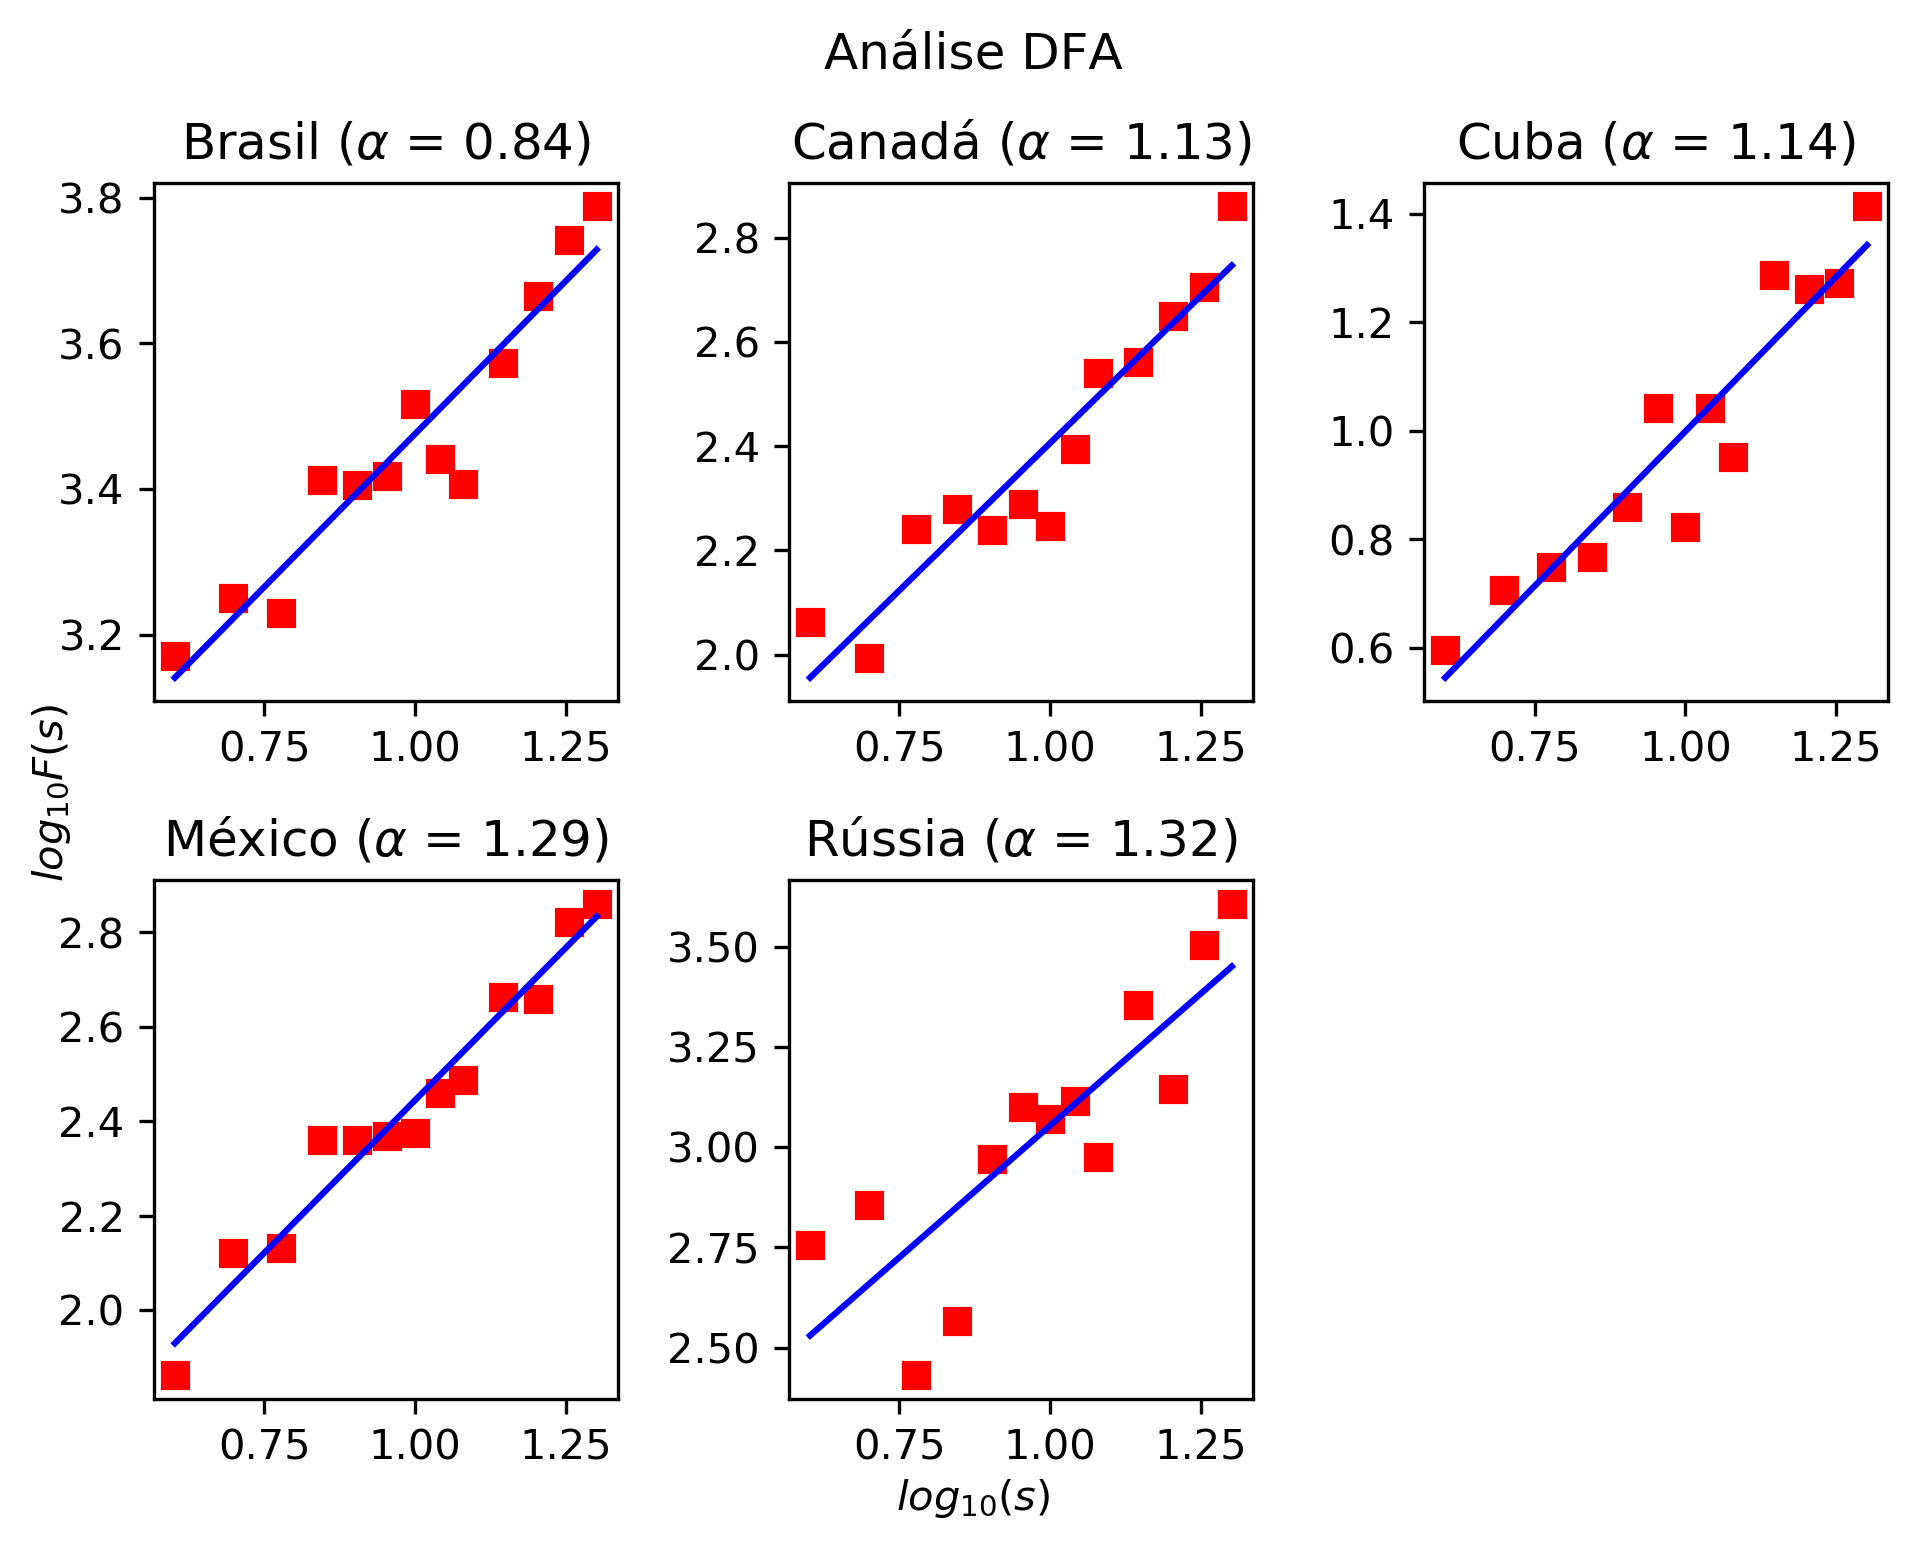 Análise DFA
Brasil (α = 0.84)
3.8
3.6
3.4
3.2
0.75 1.00 1.25
Canadá (α = 1.13)
2.8
2.6
2.4
2.2
2.0
0.75 1.00 1.25
Cuba (α = 1.14)
1.4
1.2
1.0
0.8
0.6
0.75 1.00 1.25
log₁₀F(s)
México (α = 1.29)
2.8
2.6
2.4
2.2
2.0
0.75 1.00 1.25
Rússia (α = 1.32)
3.50
3.25
3.00
2.75
2.50
0.75 1.00 1.25
log₁₀(s)